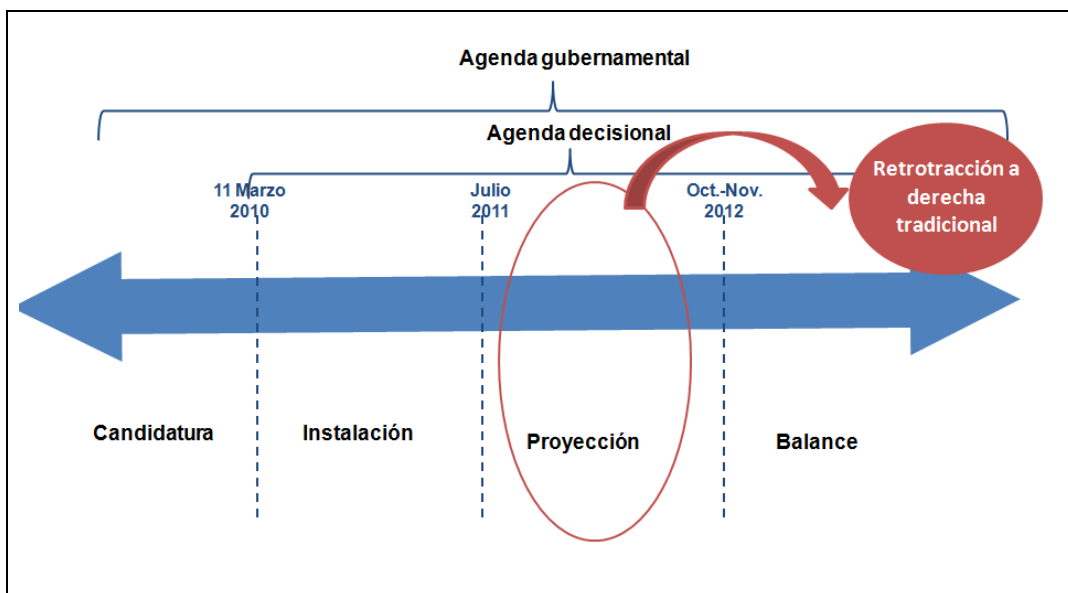 Agenda gubernamental
Agenda decisional
11 Marzo
2010
Julio
2011
Oct.-Nov.
2012
Retrotracción a
derecha
tradicional
Candidatura
Instalación
Proyección
Balance